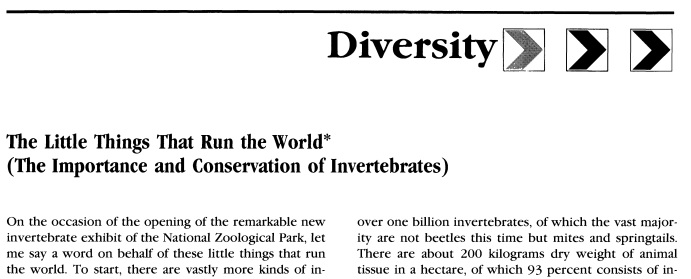 Diversity
The Little Things That Run the World*
(The Importance and Conservation of Invertebrates)
On the occasion of the opening of the remarkable new
invertebrate exhibit of the National Zoological Park, let
me say a word on behalf of these little things that run
the world. To start, there are vastly more kinds of in-
over one billion invertebrates, of which the vast major-
ity are not beetles this time but mites and springtails.
There are about 200 kilograms dry weight of animal
tissue in a hectare, of which 93 percent consists of in-